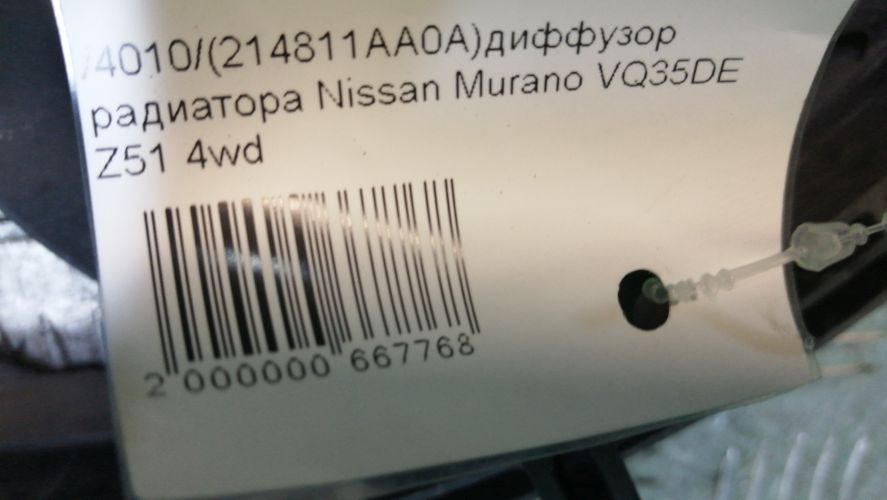 /4010/(214811AA0A)диффузор
радиатора Nissan Murano VQ35DE
Z51 4wd
2 000000 667768